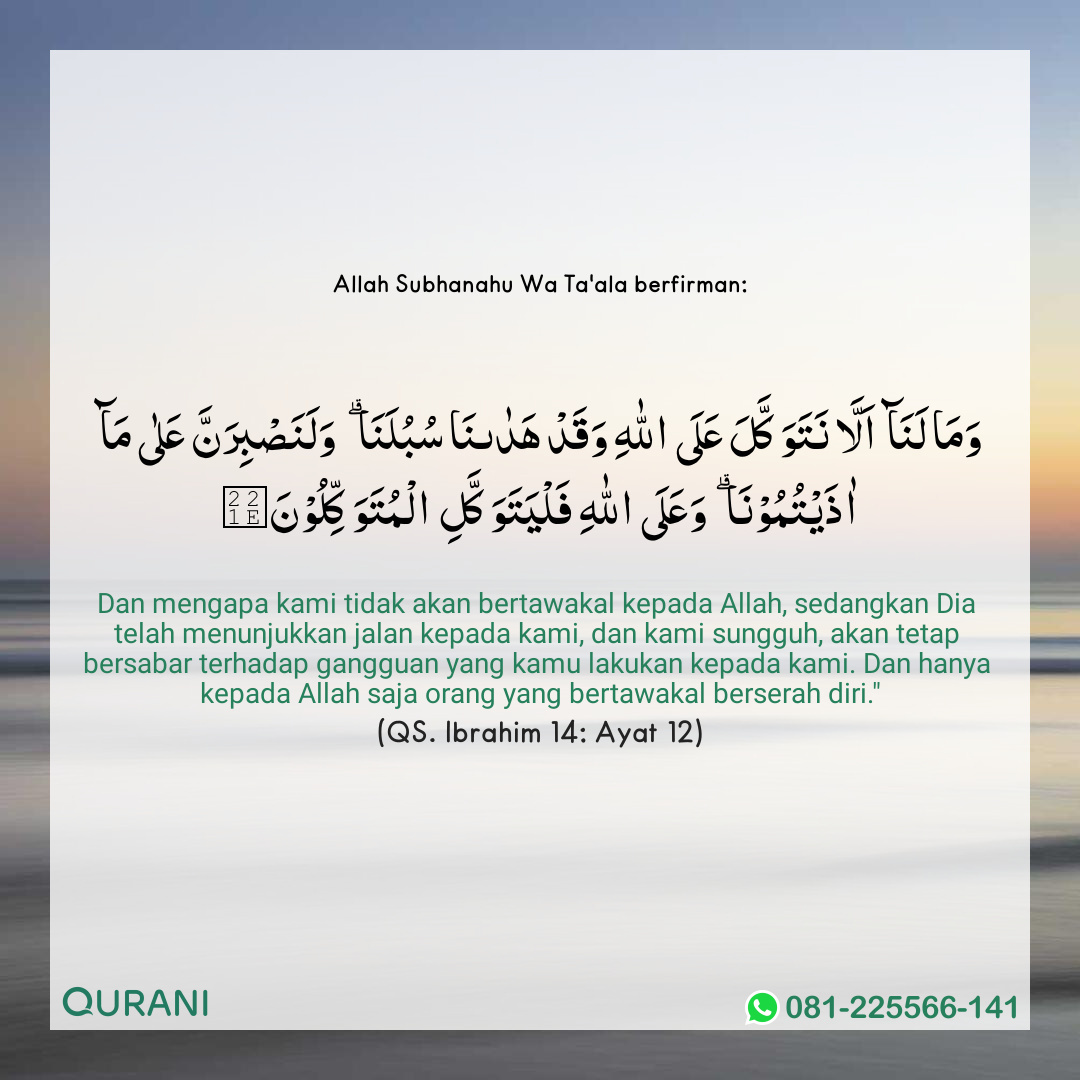 Allah Subhanahu Wa Ta'ala berfirman:
وَمَا لَنَاۤ اَلَّا نَتَوَكَّلَ عَلَى اللّٰهِ وَقَدْ هَدٰٮنَا سُبُلَنَاۗ وَلَنَصْبِرَنَّ عَلٰى مَاۤ
اٰذَيْتُمُوْنَاۗ وَعَلَى اللّٰهِ فَلْيَتَوَكَّلِ الْمُتَوَكِّلُوْنَ∞
Dan mengapa kami tidak akan bertawakal kepada Allah, sedangkan Dia
telah menunjukkan jalan kepada kami, dan kami sungguh, akan tetap
bersabar terhadap gangguan yang kamu lakukan kepada kami. Dan hanya
kepada Allah saja orang yang bertawakal berserah diri."
(QS. Ibrahim 14: Ayat 12)
QURANI
081-225566-141